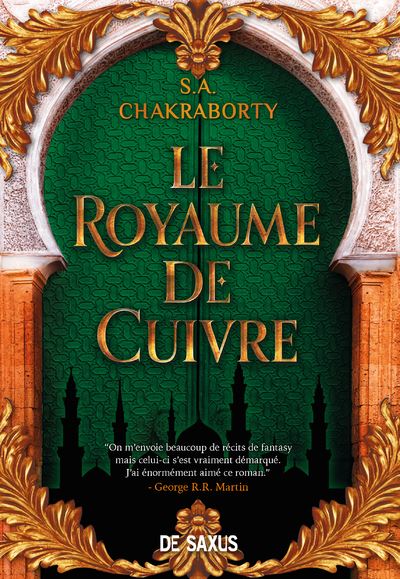 S.A.
CHAKRABORTY
LE
ROYAUME
DE
CUIVRE
“On m'envoie beaucoup de récits de fantasy
mais celui-ci s'est vraiment démarqué.
J'ai énormément aimé ce roman.”
- George R.R. Martin
DE SAXUS